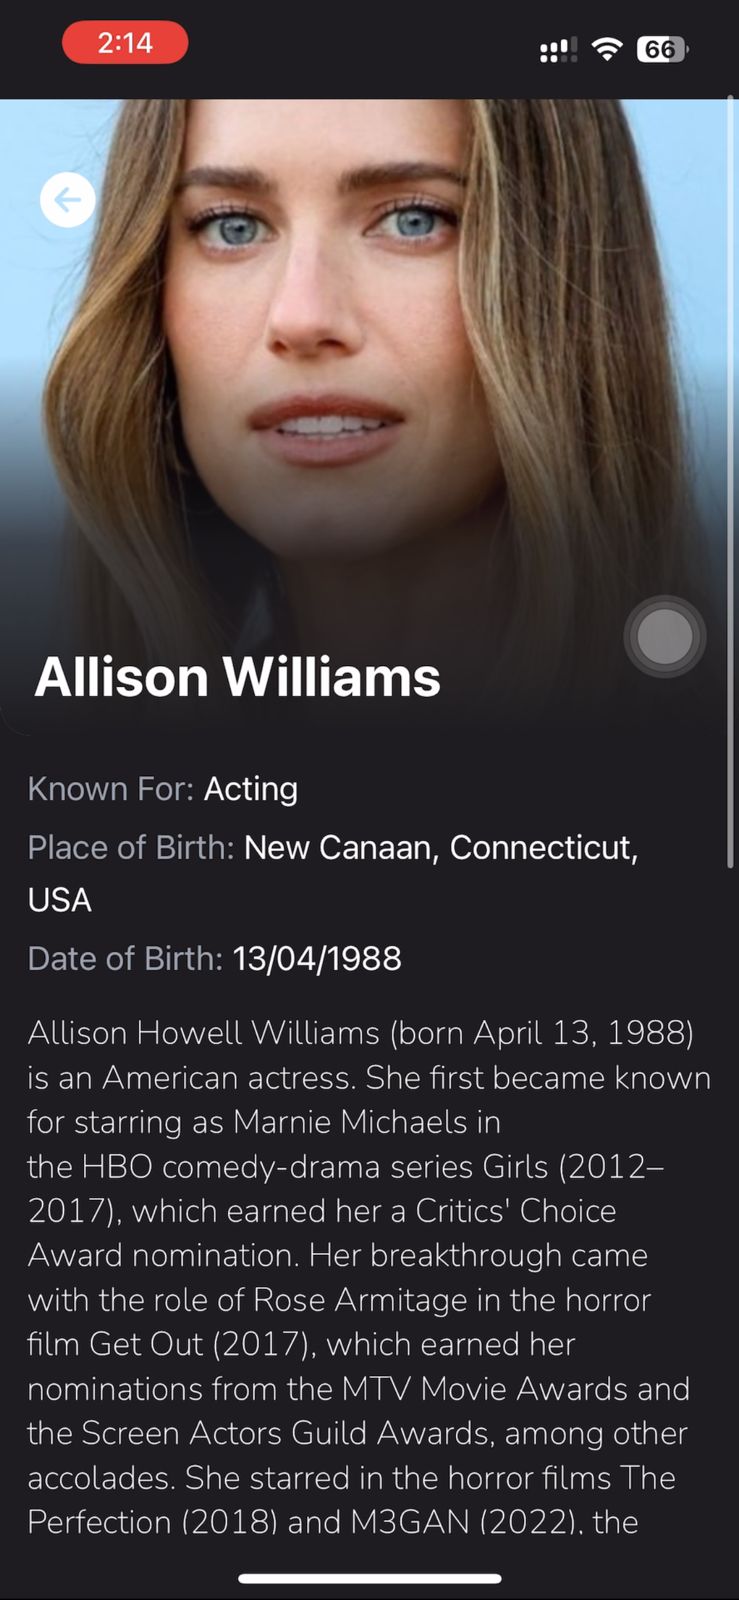 2:14
66
Allison Williams
Known For: Acting
Place of Birth: New Canaan, Connecticut,
USA
Date of Birth: 13/04/1988
Allison Howell Williams (born April 13, 1988)
is an American actress. She first became known
for starring as Marnie Michaels in
the HBO comedy-drama series Girls (2012–
2017), which earned her a Critics' Choice
Award nomination. Her breakthrough came
with the role of Rose Armitage in the horror
film Get Out (2017), which earned her
nominations from the MTV Movie Awards and
the Screen Actors Guild Awards, among other
accolades. She starred in the horror films The
Perfection (2018) and M3GAN (2022), the